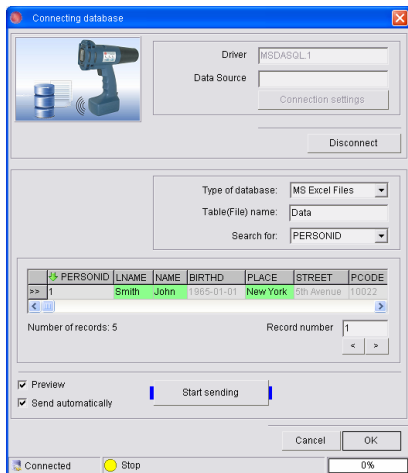 Connecting database
Driver MSDASQL.1
Data Source
Connection settings
Disconnect
Type of database: MS Excel Files
Table(File) name: Data
Search for: PERSONID
PERSONID LNAME NAME BIRTHD PLACE STREET PCODE
>> 1 Smith John 1965-01-01 New York 5th Avenue 10022
Number of records: 5 Record number 1
< >
Preview
Send automatically
Start sending
Cancel OK
Connected Stop 0%